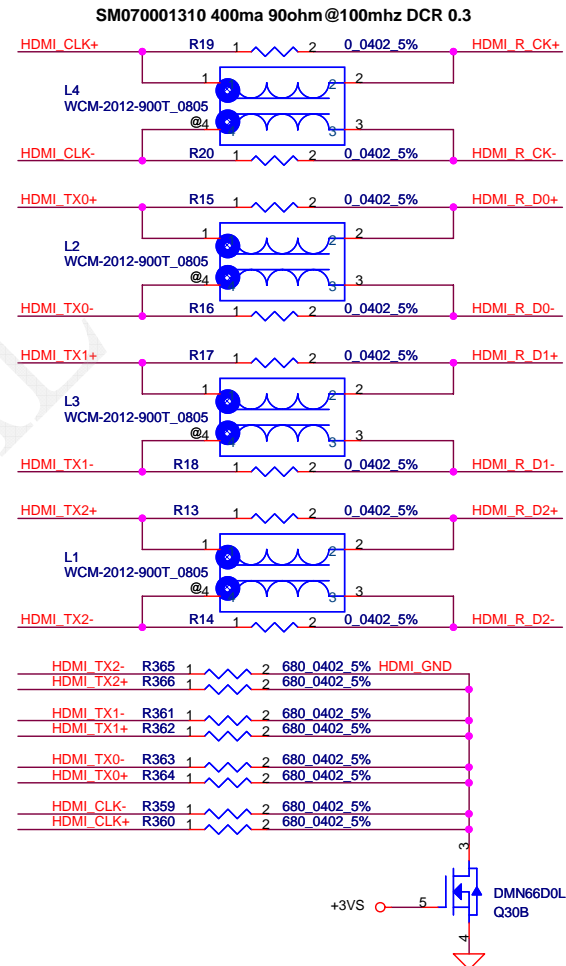 SM070001310 400ma 90ohm@100mhz DCR 0.3
HDMI_CLK+ R19 1 2 0_0402_5% HDMI_R_CK+
1 2 2
L4
WCM-2012-900T_0805
@4 4 3 3
HDMI_CLK- R20 1 2 0_0402_5% HDMI_R_CK-
HDMI_TX0+ R15 1 2 0_0402_5% HDMI_R_D0+
1 2 2
L2
WCM-2012-900T_0805
@4 4 3 3
HDMI_TX0- R16 1 2 0_0402_5% HDMI_R_D0-
HDMI_TX1+ R17 1 2 0_0402_5% HDMI_R_D1+
1 2 2
L3
WCM-2012-900T_0805
@4 4 3 3
HDMI_TX1- R18 1 2 0_0402_5% HDMI_R_D1-
HDMI_TX2+ R13 1 2 0_0402_5% HDMI_R_D2+
1 2 2
L1
WCM-2012-900T_0805
@4 4 3 3
HDMI_TX2- R14 1 2 0_0402_5% HDMI_R_D2-
HDMI_TX2- R365 1 2 680_0402_5% HDMI_GND
HDMI_TX2+ R366 1 2 680_0402_5%
HDMI_TX1- R361 1 2 680_0402_5%
HDMI_TX1+ R362 1 2 680_0402_5%
HDMI_TX0- R363 1 2 680_0402_5%
HDMI_TX0+ R364 1 2 680_0402_5%
HDMI_CLK- R359 1 2 680_0402_5%
HDMI_CLK+ R360 1 2 680_0402_5%
3
DMN66D0L
+3VS 5
Q30B
4